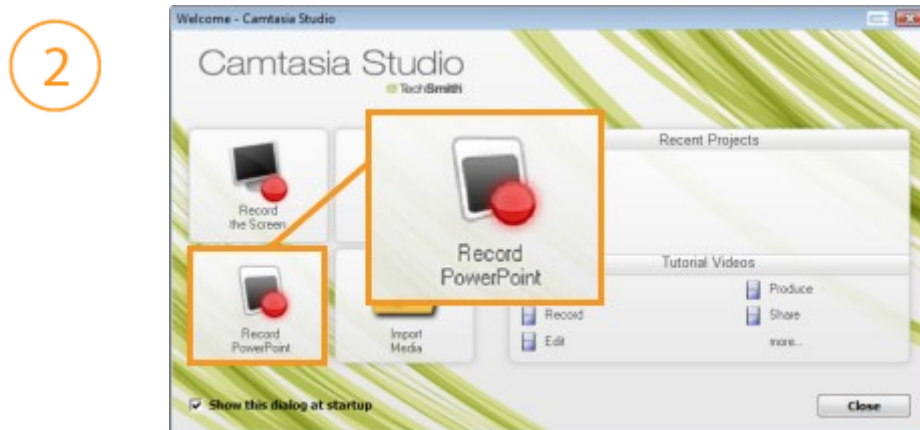 2
Welcome - Camtasia Studio
Camtasia Studio
TechSmith
Record
the Screen
Record
PowerPoint
Recent Projects
Record
PowerPoint
Import
Media
Tutorial Videos
Record
Edit
Produce
Share
more...
Show this dialog at startup
Close